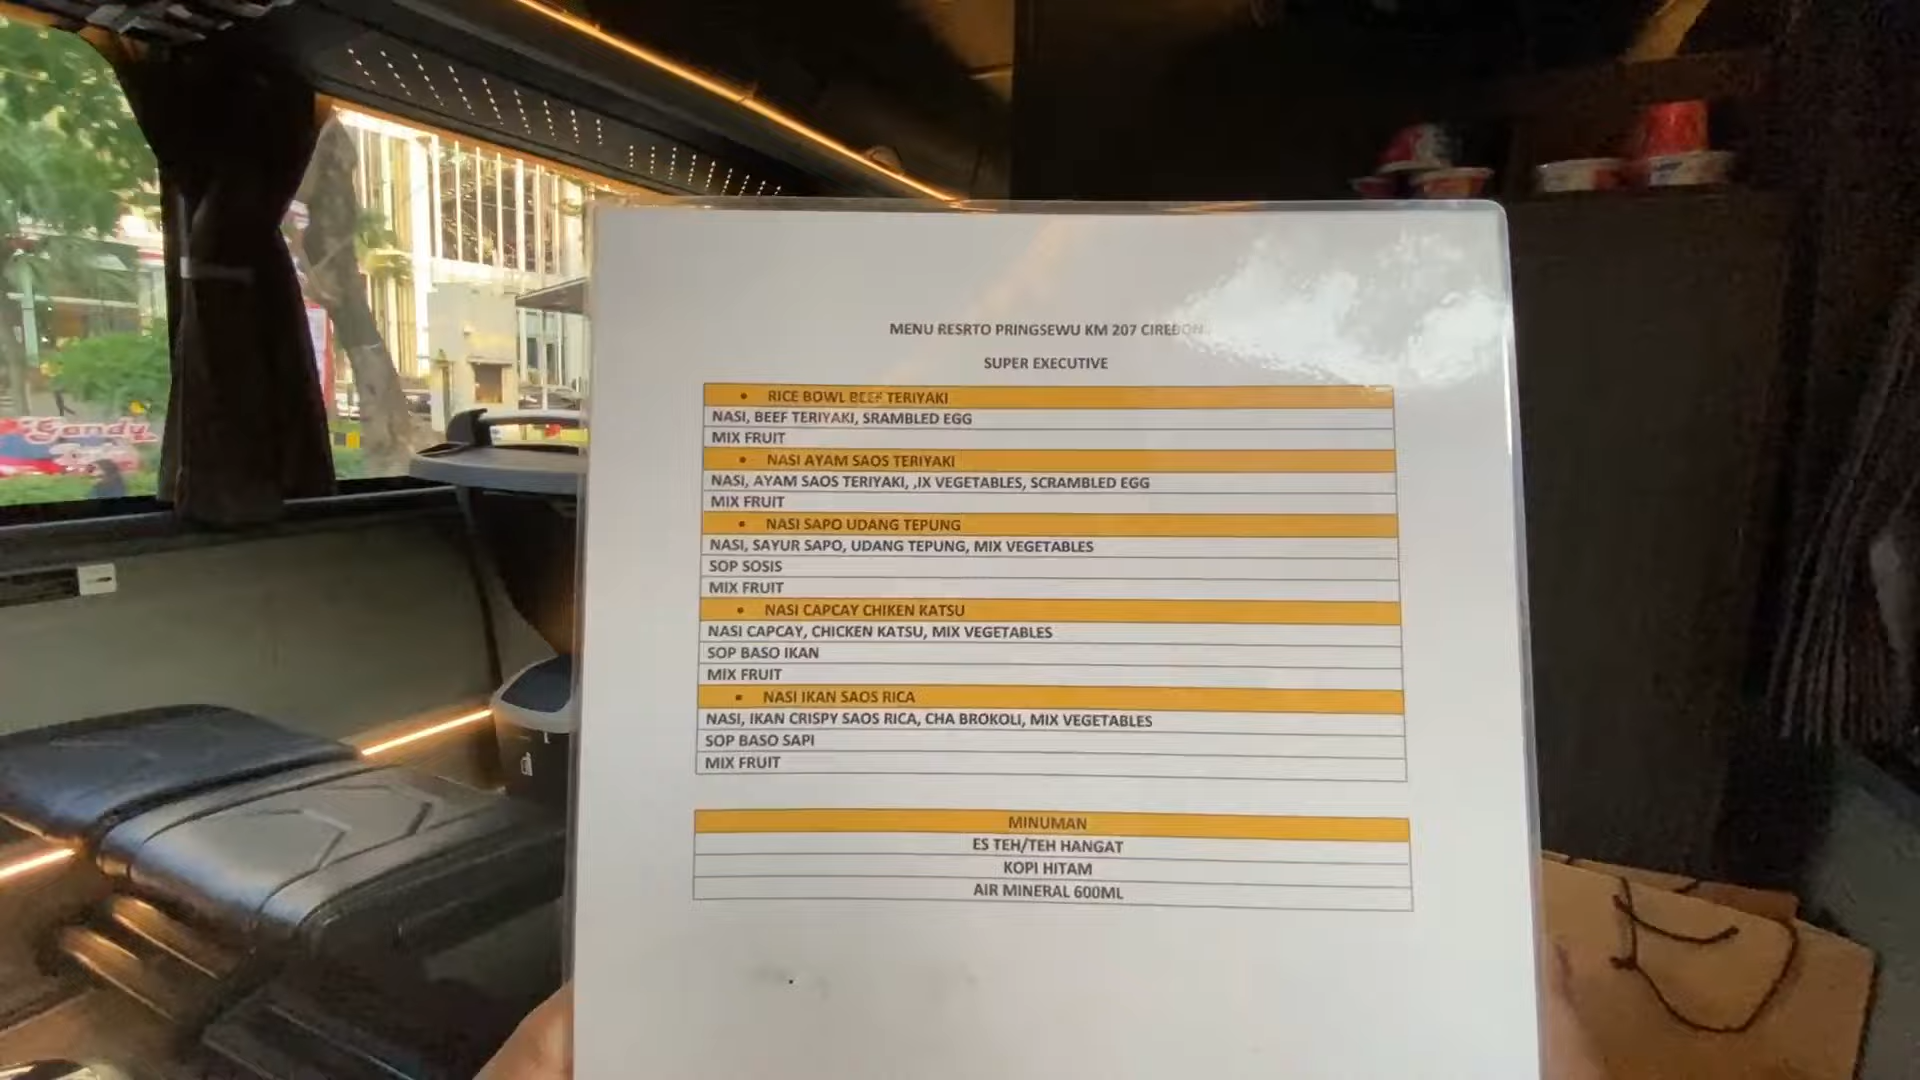 MENU RESRTO PRINGSEWU KM 207 CIREBON
SUPER EXECUTIVE
• RICE BOWL BEEF TERIYAKI
NASI, BEEF TERIYAKI, SRAMBLED EGG
MIX FRUIT
• NASI AYAM SAOS TERIYAKI
NASI, AYAM SAOS TERIYAKI, ,IX VEGETABLES, SCRAMBLED EGG
MIX FRUIT
• NASI SAPO UDANG TEPUNG
NASI, SAYUR SAPO, UDANG TEPUNG, MIX VEGETABLES
SOP SOSIS
MIX FRUIT
• NASI CAPCAY CHIKEN KATSU
NASI CAPCAY, CHICKEN KATSU, MIX VEGETABLES
SOP BASO IKAN
MIX FRUIT
• NASI IKAN SAOS RICA
NASI, IKAN CRISPY SAOS RICA, CHA BROKOLI, MIX VEGETABLES
SOP BASO SAPI
MIX FRUIT
MINUMAN
ES TEH/TEH HANGAT
KOPI HITAM
AIR MINERAL 600ML